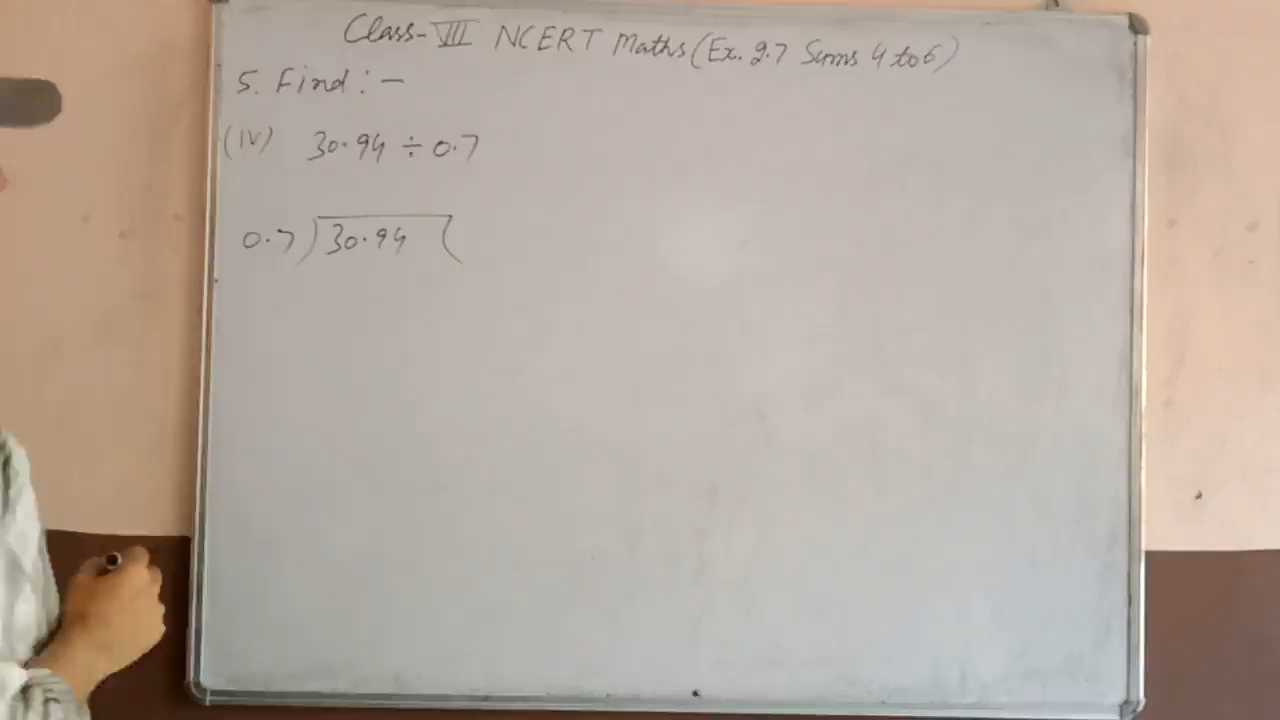 Class-VII NCERT Maths (Ex. 2.7 Sums 4 to 6)
5. Find :-
(iv) 30.94 ÷ 0.7
0.7)30.94(